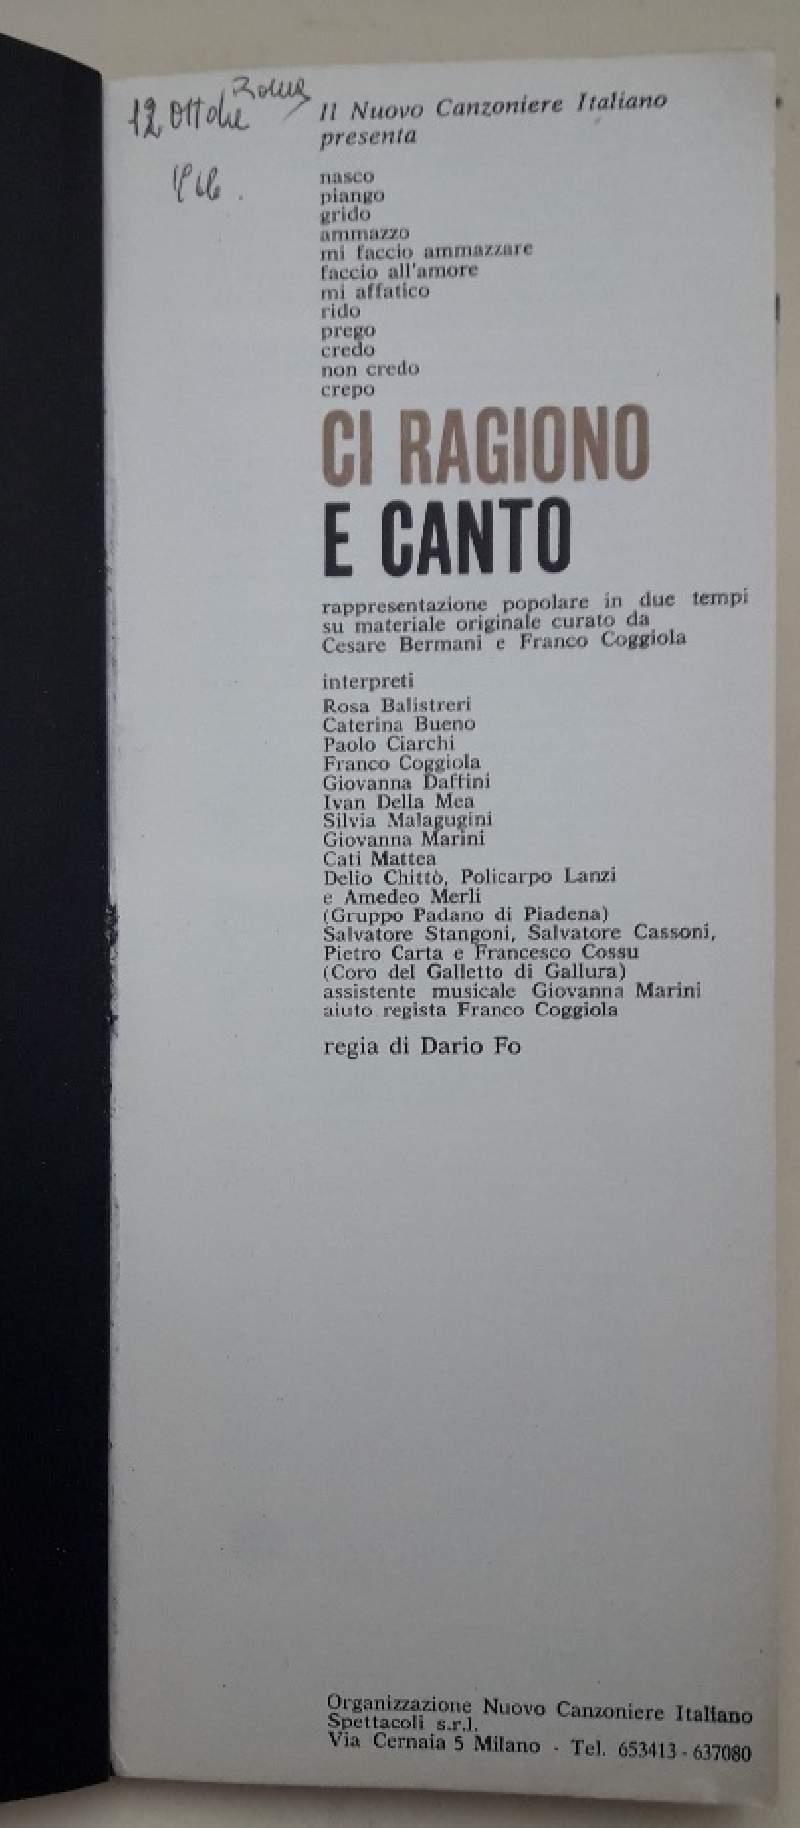 Roma
12 Ottobre
Il Nuovo Canzoniere Italiano
presenta
nasco
piango
grido
ammazzo
mi faccio ammazzare
faccio all'amore
mi affatico
rido
prego
credo
non credo
crepo
CI RAGIONO
E CANTO
rappresentazione popolare in due tempi
su materiale originale curato da
Cesare Bermani e Franco Coggiola
interpreti
Rosa Balistreri
Caterina Bueno
Paolo Ciarchi
Franco Coggiola
Giovanna Daffini
Ivan Della Mea
Silvia Malagugini
Giovanna Marini
Cati Mattea
Delio Chittò, Policarpo Lanzi
e Amedeo Merli
(Gruppo Padano di Piadena)
Salvatore Stangoni, Salvatore Cassoni,
Pietro Carta e Francesco Cossu
(Coro del Galletto di Gallura)
assistente musicale Giovanna Marini
aiuto regista Franco Coggiola
regia di Dario Fo
Organizzazione Nuovo Canzoniere Italiano
Spettacoli s.r.l.
Via Cernaia 5 Milano - Tel. 653413 - 637080